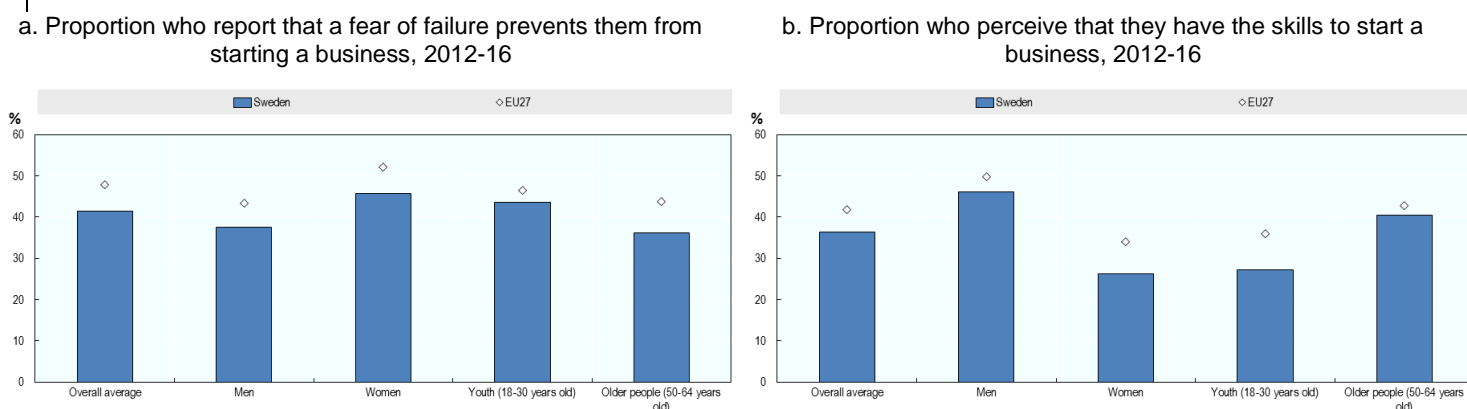 a. Proportion who report that a fear of failure prevents them from
starting a business, 2012-16
Sweden
EU27
%
60
50
40
30
20
10
0
Overall average
Men
Women
Youth (18-30 years old)
Older people (50-64 years
old)
b. Proportion who perceive that they have the skills to start a
business, 2012-16
Sweden
EU27
%
60
50
40
30
20
10
0
Overall average
Men
Women
Youth (18-30 years old)
Older people (50-64 years
old)